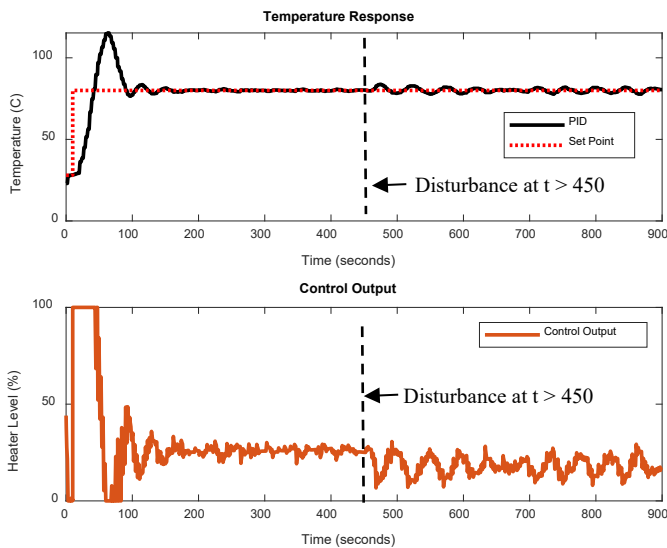 Temperature Response
Temperature (C)
100
50
0
PID
Set Point
Disturbance at t > 450
0 100 200 300 400 500 600 700 800 900
Time (seconds)
Control Output
Heater Level (%)
100
50
0
Control Output
Disturbance at t > 450
0 100 200 300 400 500 600 700 800 900
Time (seconds)